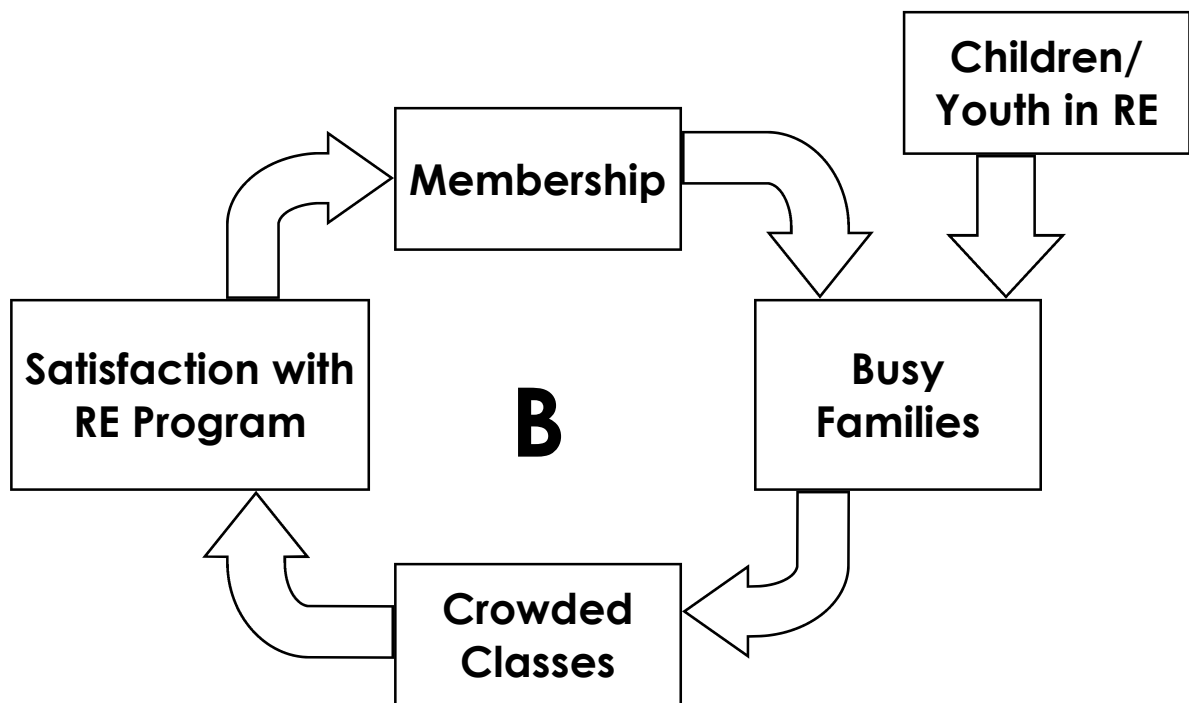 Children/
Youth in RE
Membership
Satisfaction with
RE Program
B
Busy
Families
Crowded
Classes